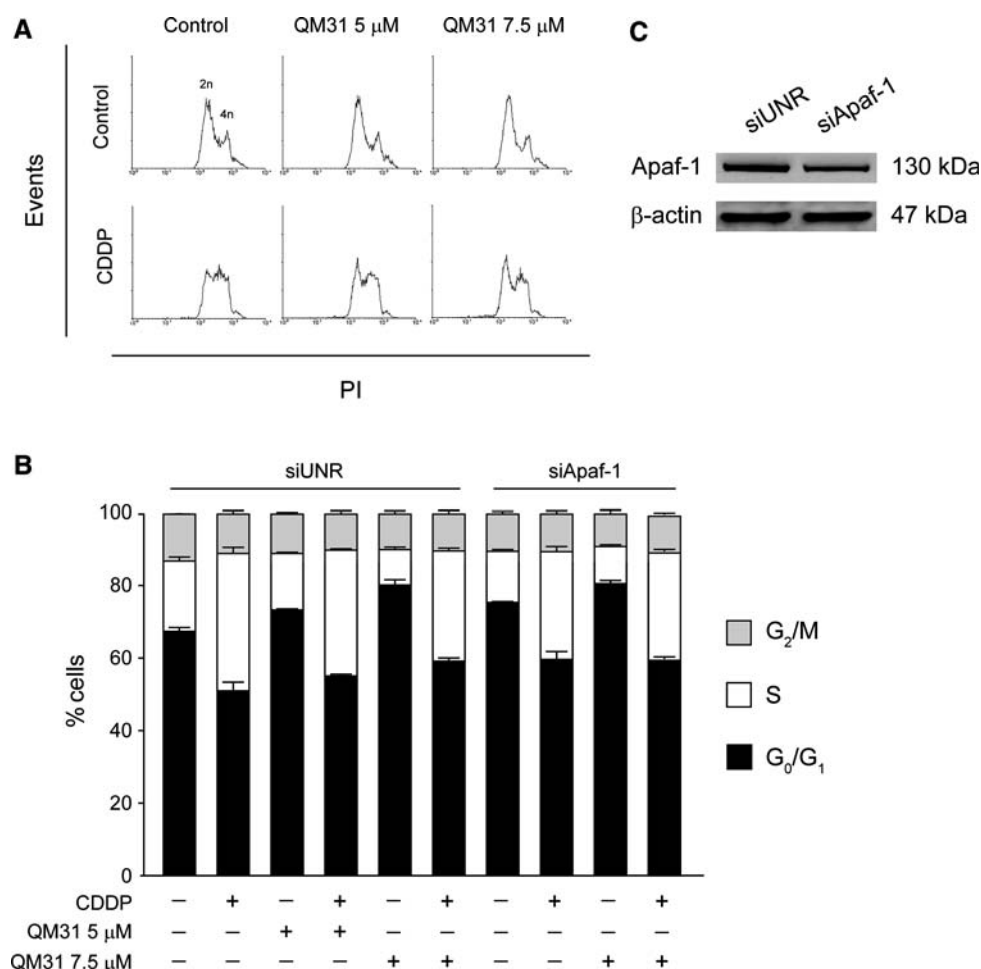 A
Control
QM31 5 μM
QM31 7.5 μM
Events
Control
2n
4n
CDDP
PI
C
siUNR
siApaf-1
Apaf-1
130 kDa
β-actin
47 kDa
B
siUNR
siApaf-1
% cells
100
80
60
40
20
0
G2/M
S
G0/G1
CDDP – + – + – + – + – +
QM31 5 μM – – + + – – – – – –
QM31 7.5 μM – – – – + + – – + +